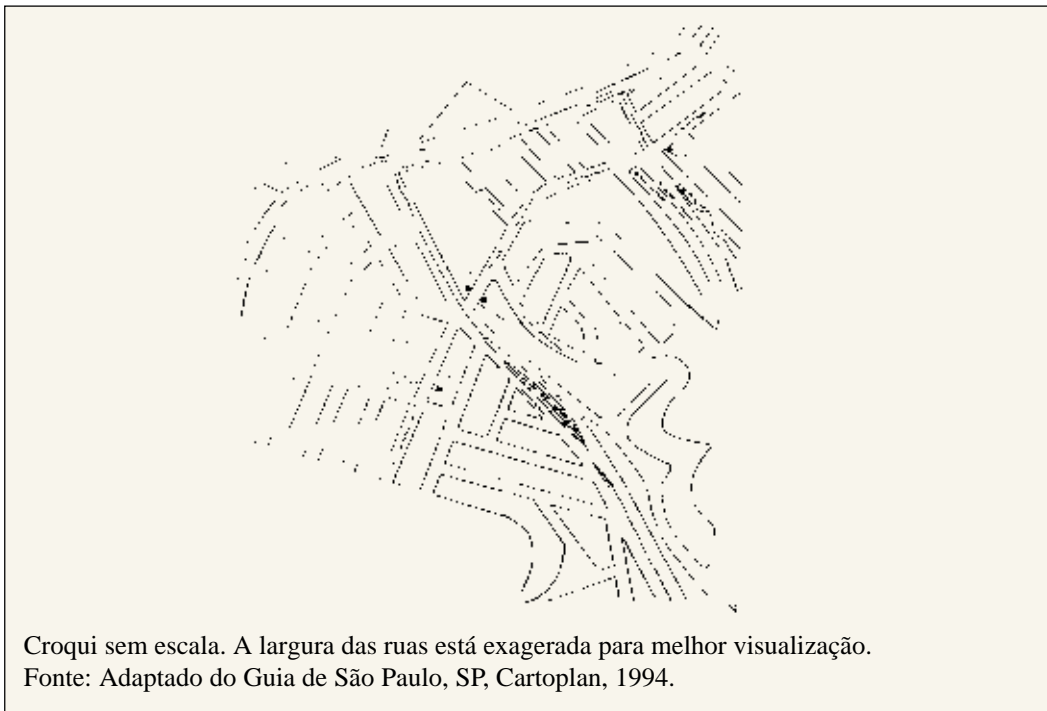 Croqui sem escala. A largura das ruas está exagerada para melhor visualização.
Fonte: Adaptado do Guia de São Paulo, SP, Cartoplan, 1994.